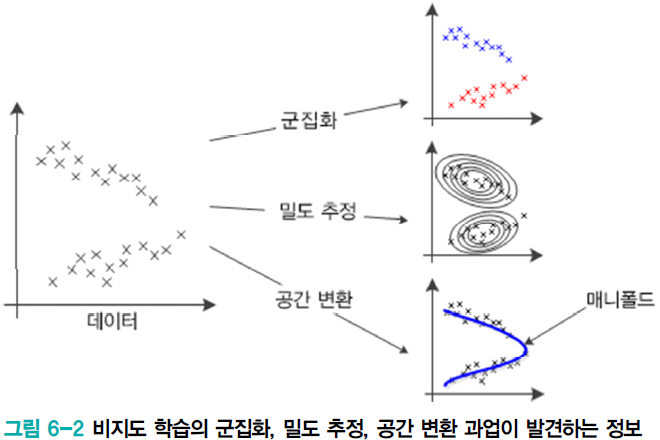 군집화
밀도 추정
공간 변환
매니폴드
데이터
그림 6-2 비지도 학습의 군집화, 밀도 추정, 공간 변환 과업이 발견하는 정보